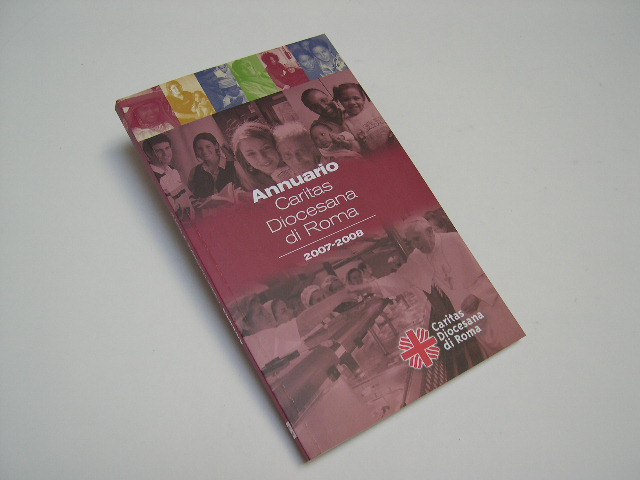 Annuario
Caritas
Diocesana
di Roma
2007-2008
Caritas
Diocesana
di Roma